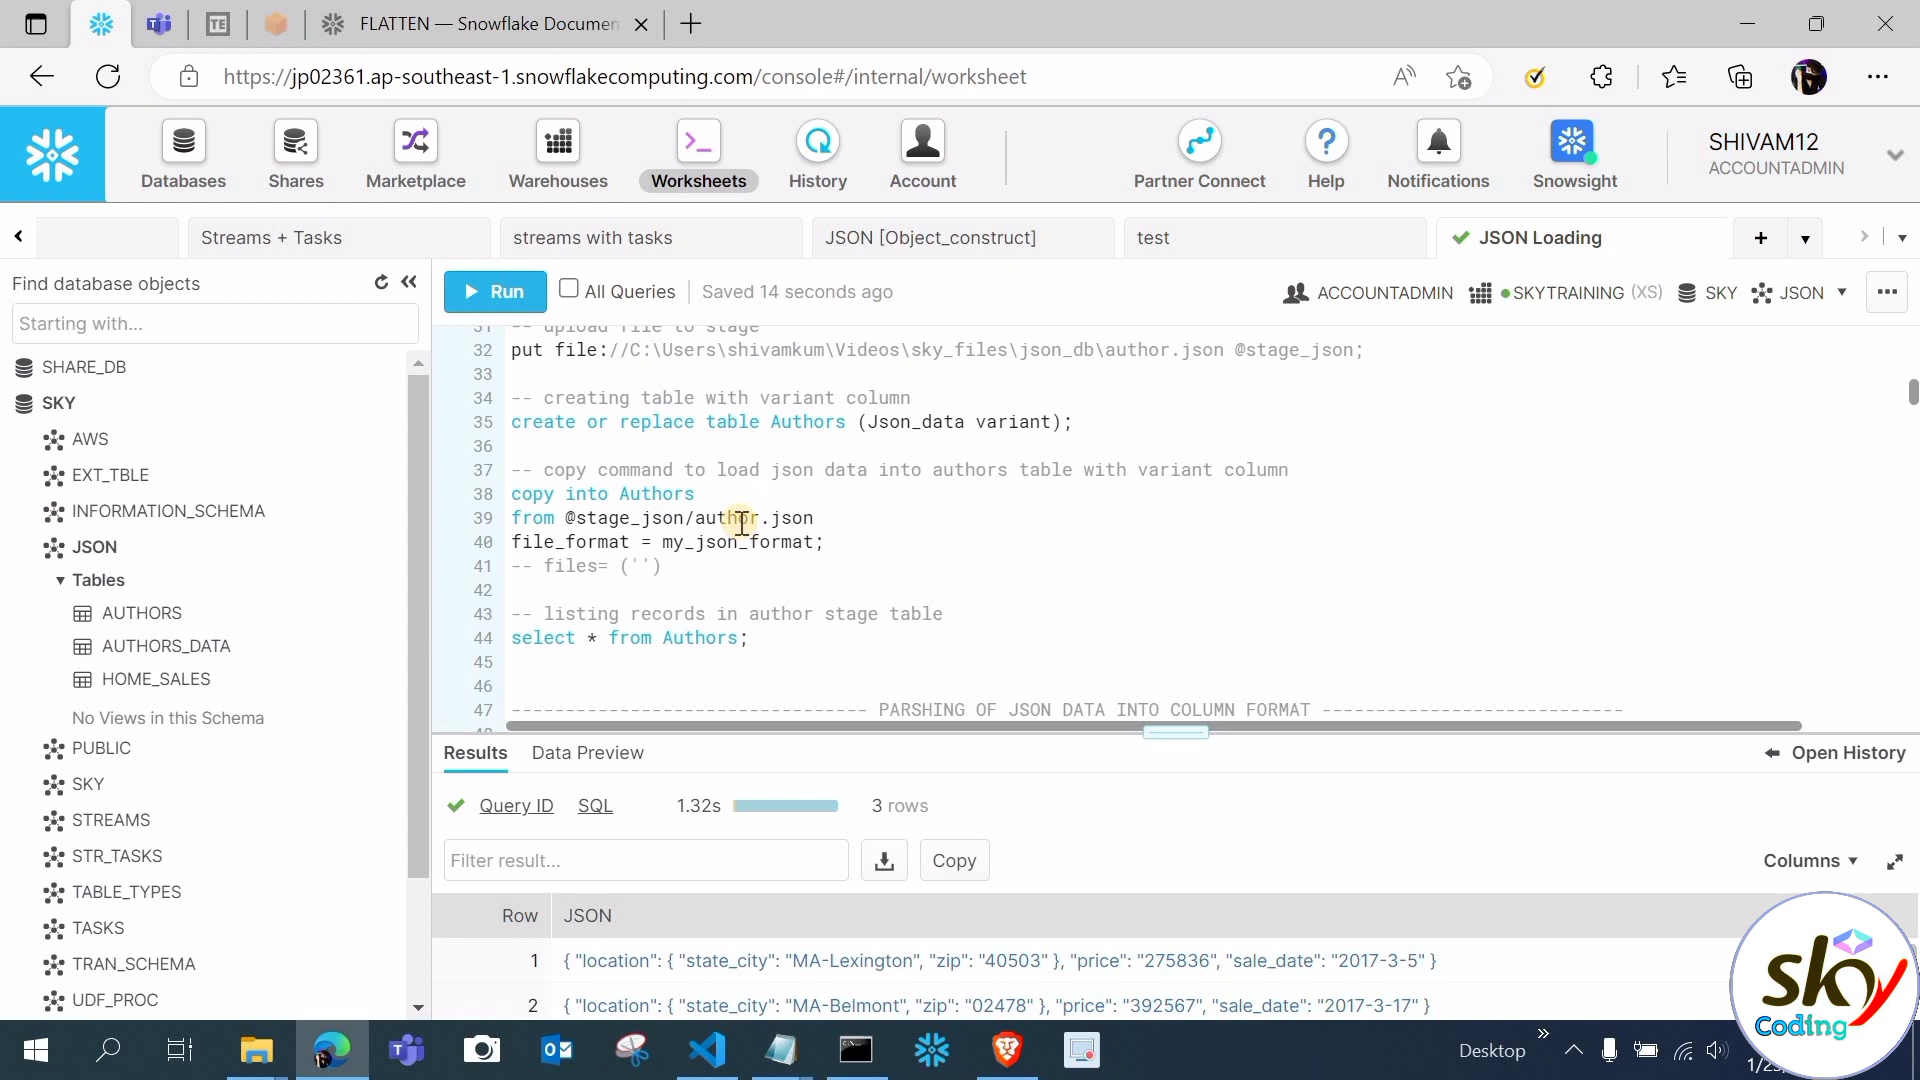 FLATTEN — Snowflake Documen
https://jp02361.ap-southeast-1.snowflakecomputing.com/console#/internal/worksheet
Databases
Shares
Marketplace
Warehouses
Worksheets
History
Account
Partner Connect
Help
Notifications
Snowsight
SHIVAM12
ACCOUNTADMIN
Streams + Tasks
streams with tasks
JSON [Object_construct]
test
JSON Loading
Find database objects
Starting with...
SHARE_DB
SKY
AWS
EXT_TBLE
INFORMATION_SCHEMA
JSON
Tables
AUTHORS
AUTHORS_DATA
HOME_SALES
No Views in this Schema
PUBLIC
SKY
STREAMS
STR_TASKS
TABLE_TYPES
TASKS
TRAN_SCHEMA
UDF_PROC
Run
All Queries
Saved 14 seconds ago
ACCOUNTADMIN
SKYTRAINING (XS)
SKY
JSON
31 -- upload file to stage
32 put file://C:\Users\shivamkum\Videos\sky_files\json_db\author.json @stage_json;
33
34 -- creating table with variant column
35 create or replace table Authors (Json_data variant);
36
37 -- copy command to load json data into authors table with variant column
38 copy into Authors
39 from @stage_json/author.json
40 file_format = my_json_format;
41 -- files= ('')
42
43 -- listing records in author stage table
44 select * from Authors;
45
46
47 --------------------------------- PARSHING OF JSON DATA INTO COLUMN FORMAT ----------------------------
Results
Data Preview
Open History
Query ID
SQL
1.32s
3 rows
Filter result...
Copy
Columns
Row JSON
1 { "location": { "state_city": "MA-Lexington", "zip": "40503" }, "price": "275836", "sale_date": "2017-3-5" }
2 { "location": { "state_city": "MA-Belmont", "zip": "02478" }, "price": "392567", "sale_date": "2017-3-17" }
sky
Coding
Desktop